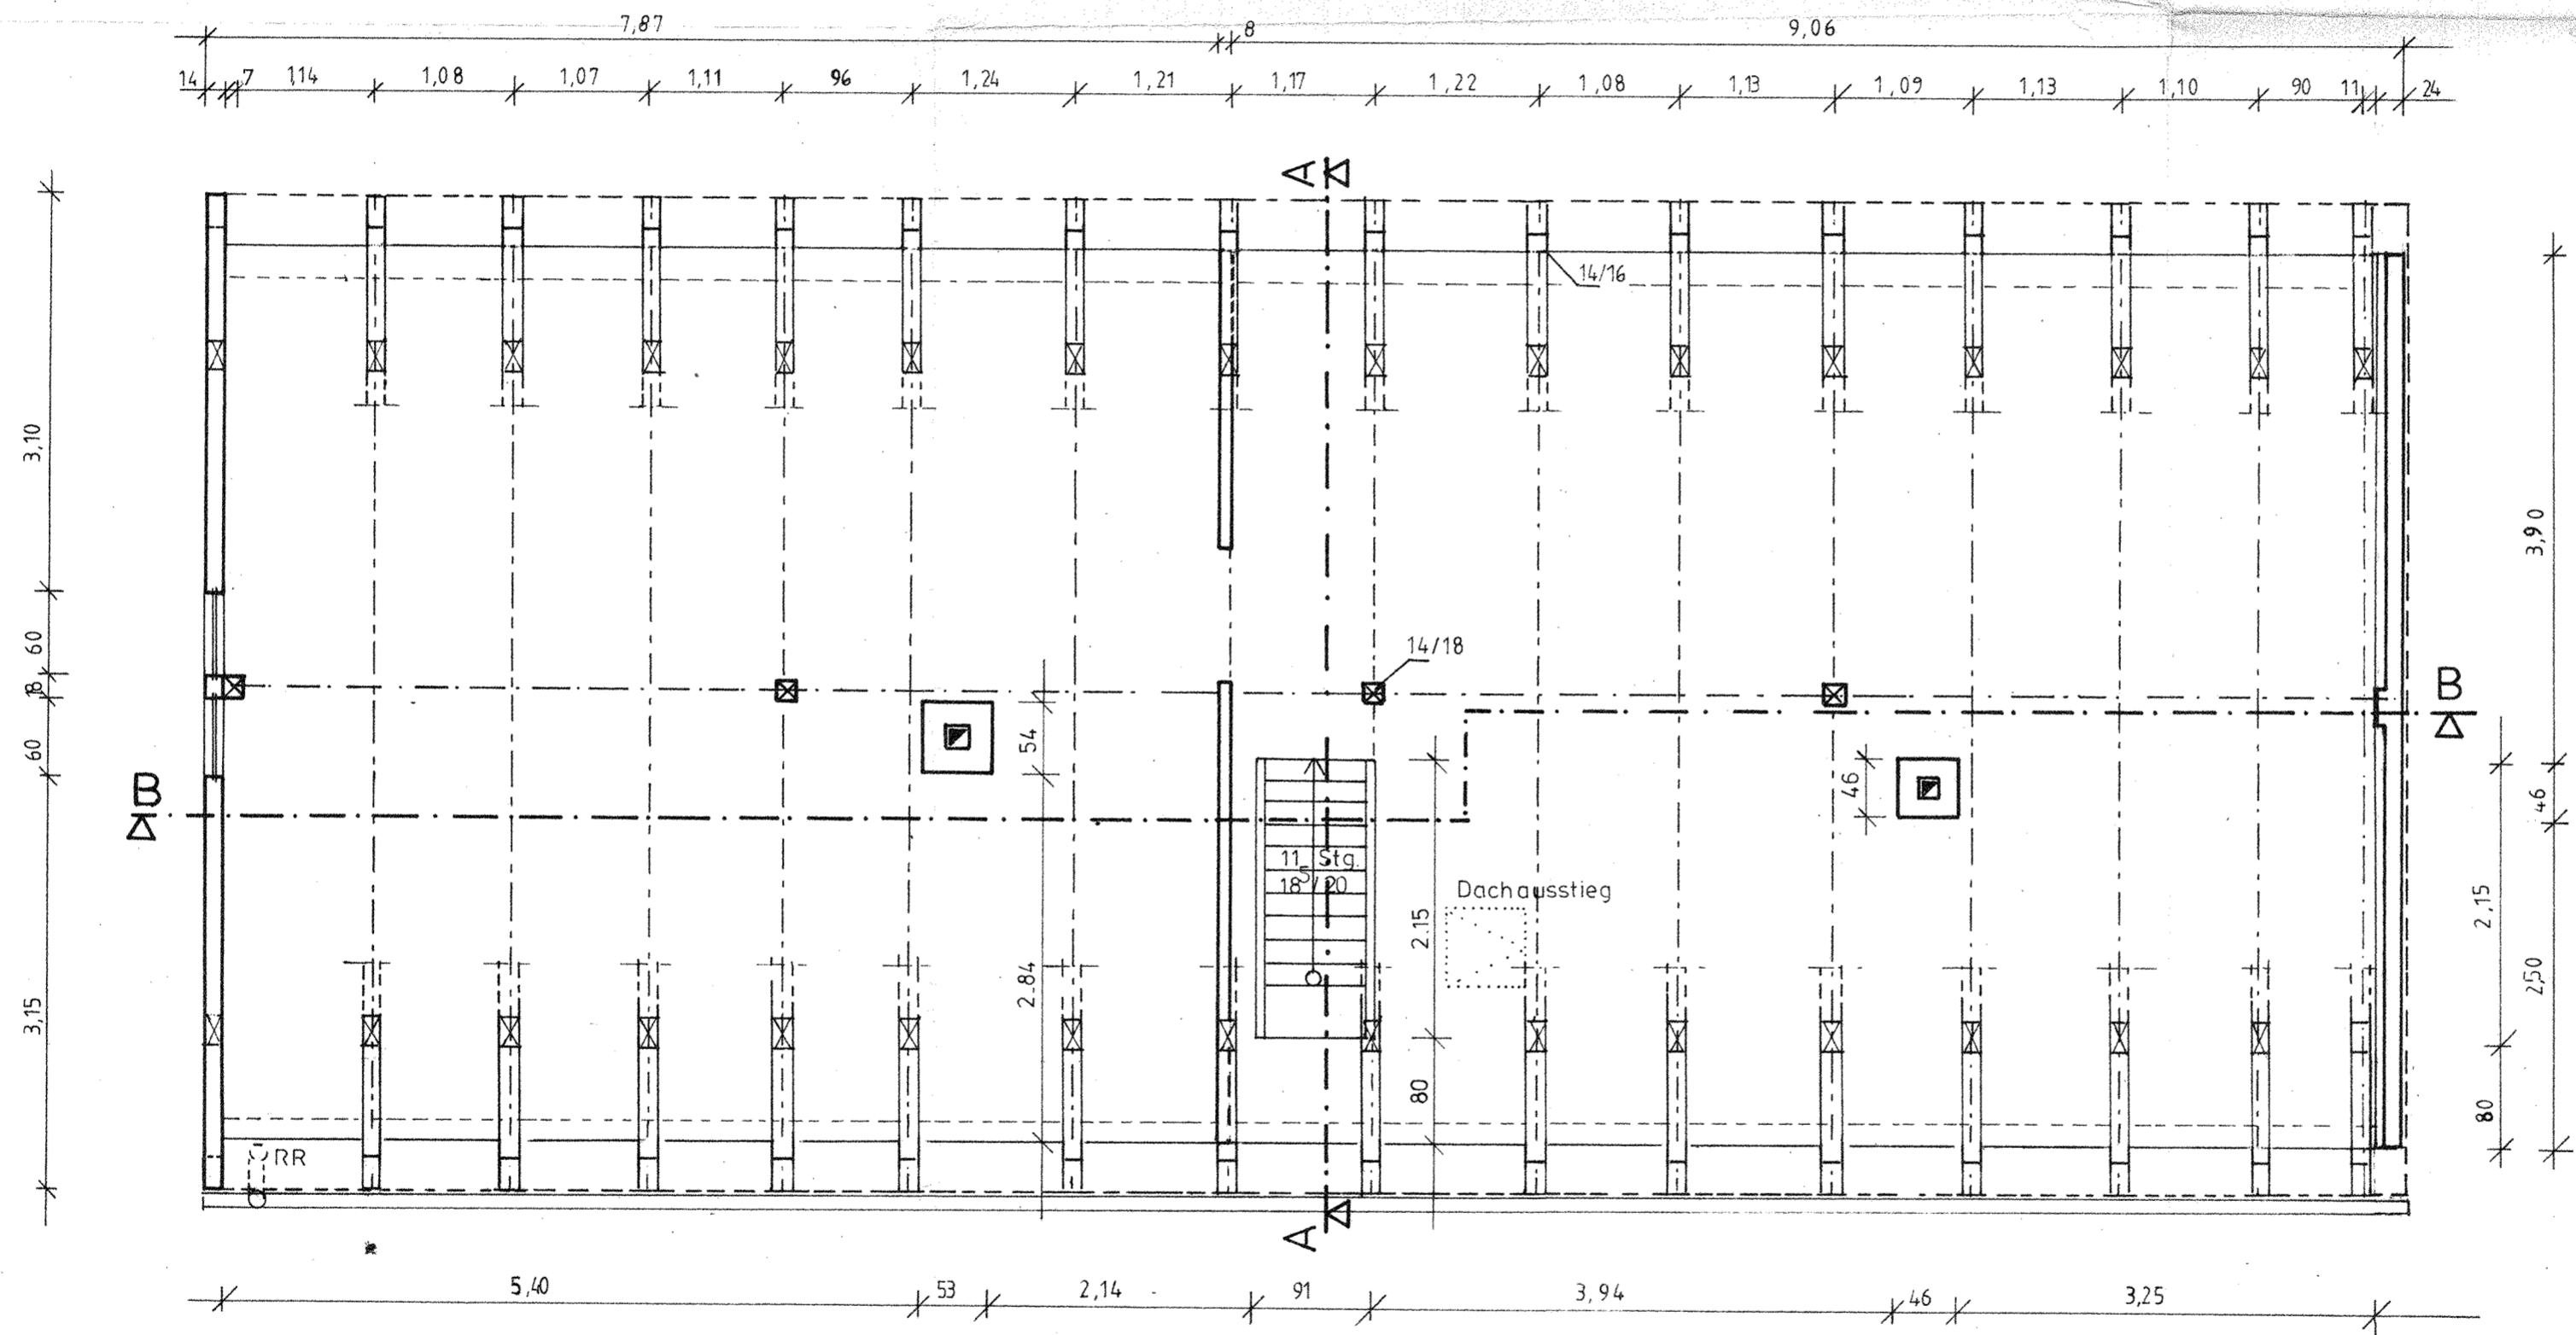 7,87 8 9,06
14 7 114 1,08 1,07 1,11 96 1,24 1,21 1,17 1,22 1,08 1,13 1,09 1,13 1,10 90 11 24
A
14/16
3,10
3,90
14/18
60
18
60
B
B
54
46
46
11 Stg.
18⁵/20
Dachausstieg
2.15
2,15
2.84
2,50
3,15
80
80
RR
A
5,40 53 2,14 91 3,94 46 3,25